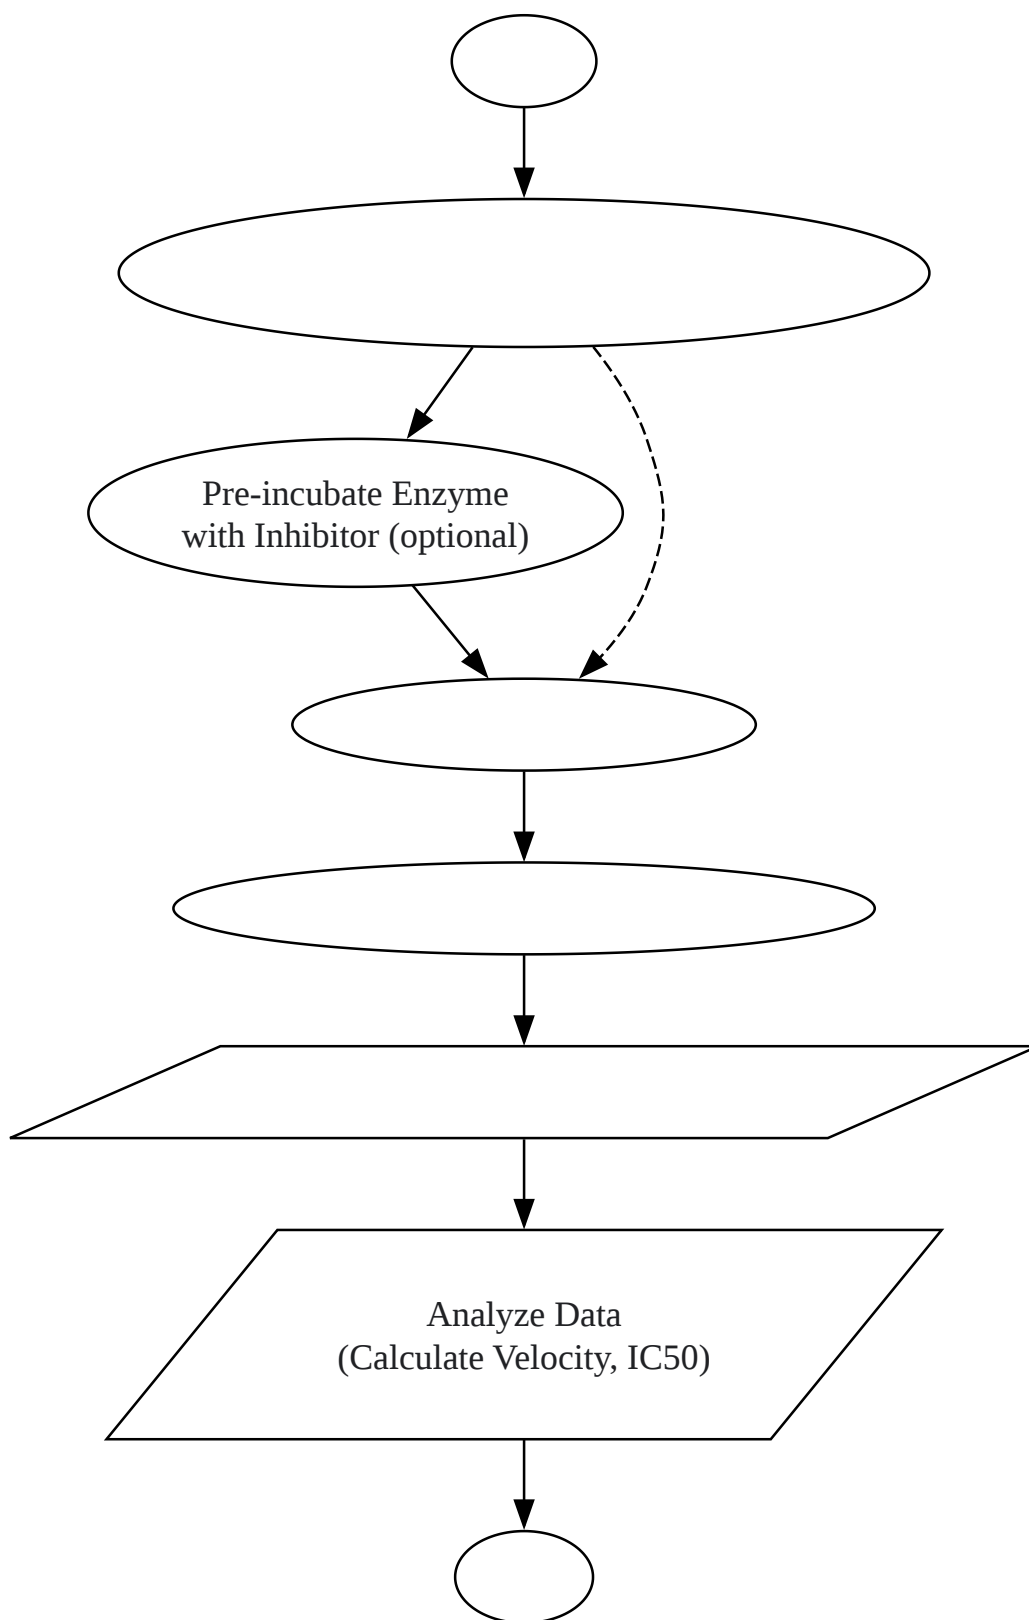 Pre-incubate Enzyme
with Inhibitor (optional)
Analyze Data
(Calculate Velocity, IC50)